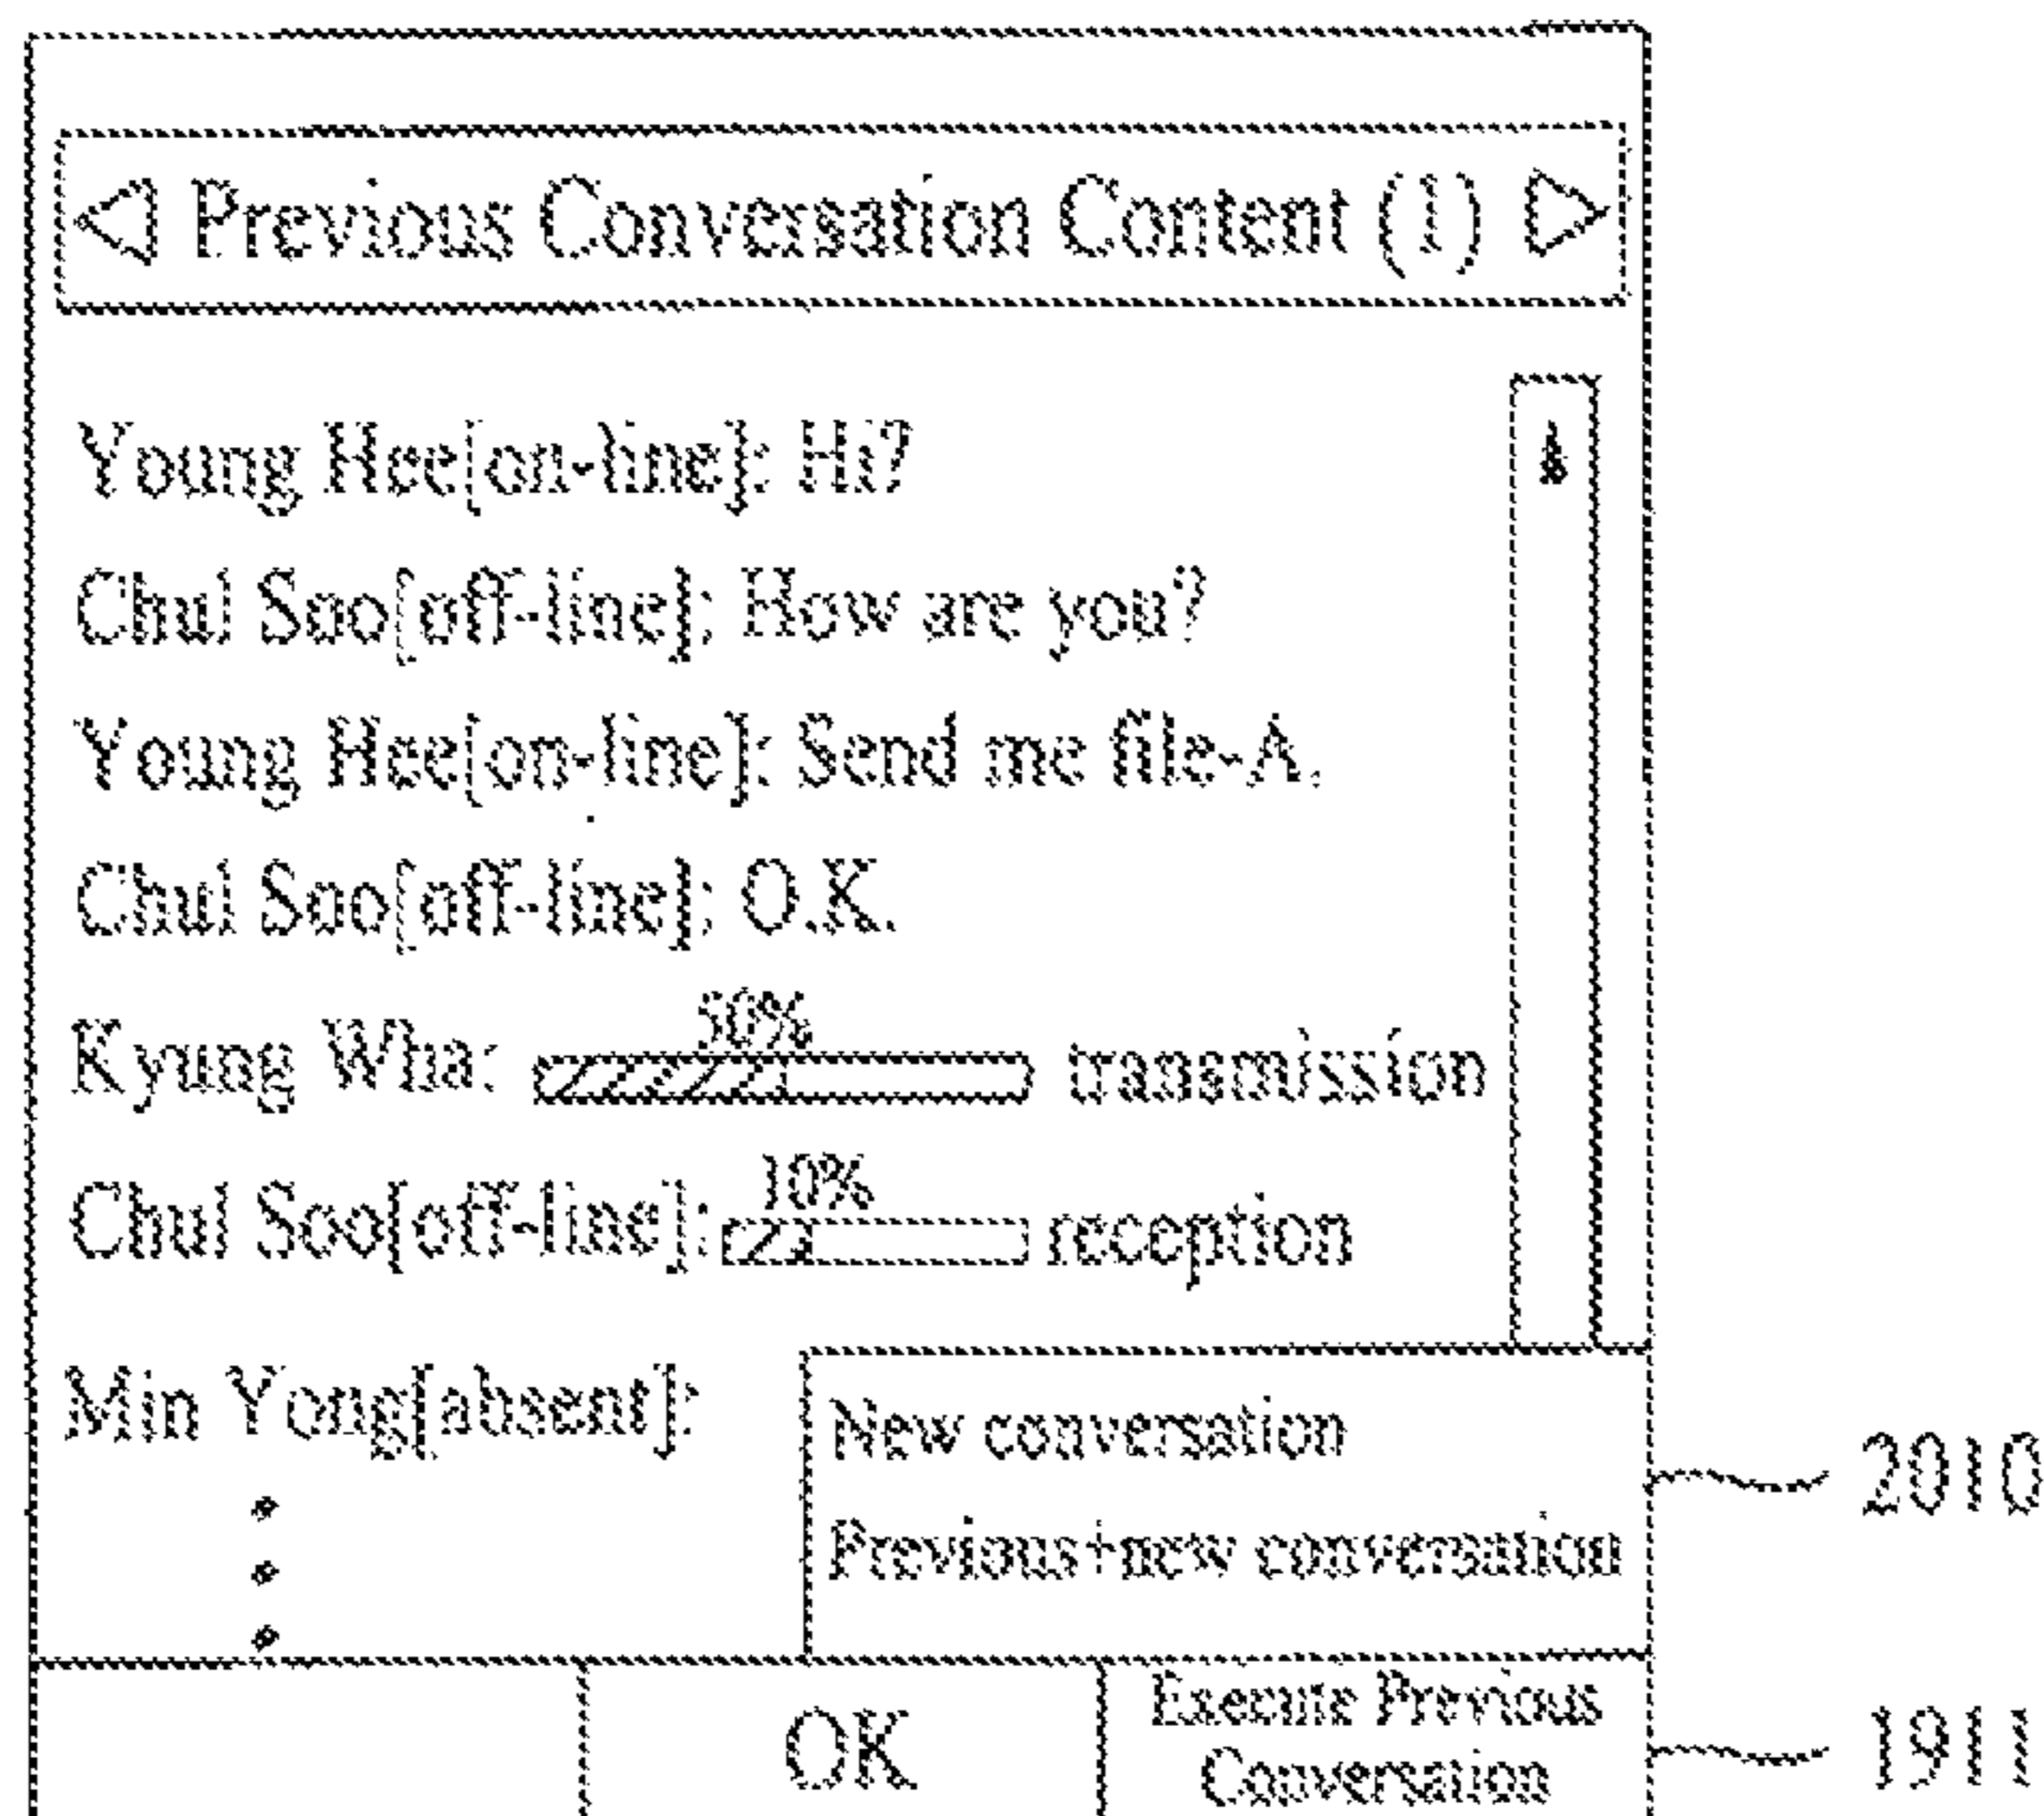 Previous Conversation Content (1)
Young Hee[on-line]: Hi?
Chul Soo[off-line]: How are you?
Young Hee[on-line]: Send me file-A.
Chul Soo[off-line]: O.K.
50%
Kyung Wha: transmission
10%
Chul Soo[off-line]: reception
Min Yong[absent]:
New conversation
2010
Previous+new conversation
OK
Execute Previous
Conversation
1911